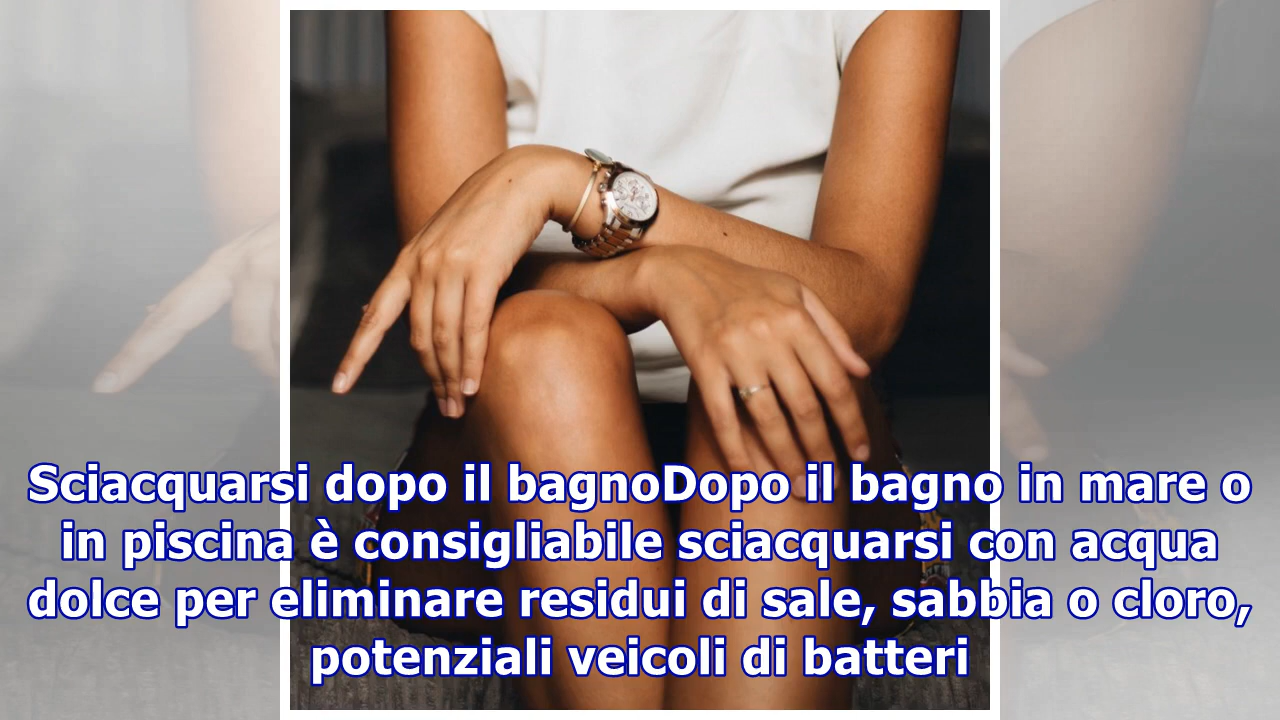 Sciacquarsi dopo il bagnoDopo il bagno in mare o
in piscina è consigliabile sciacquarsi con acqua
dolce per eliminare residui di sale, sabbia o cloro,
potenziali veicoli di batteri